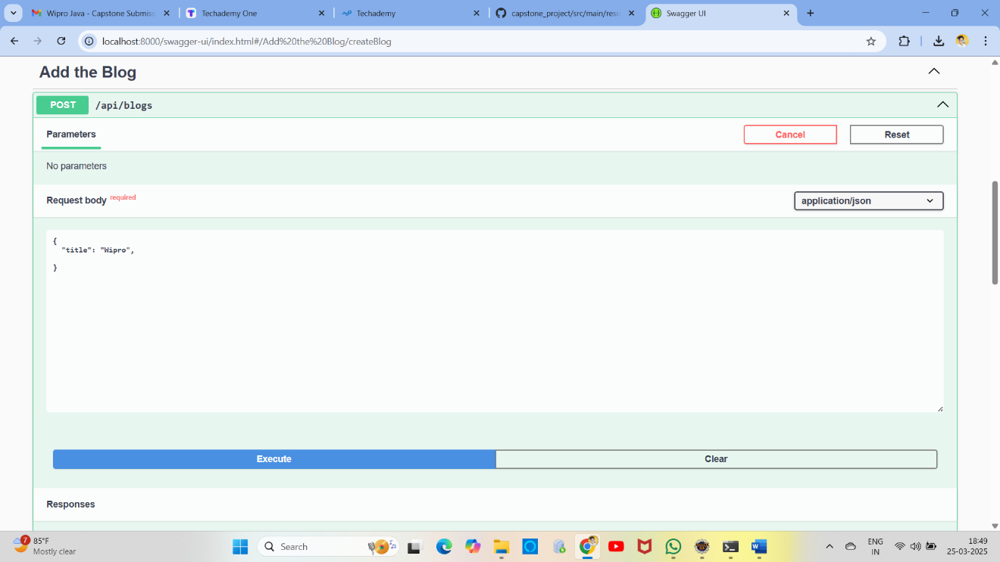 Wipro Java - Capstone Submiss
Techademy One
Techademy
capstone_project/src/main/reso
Swagger UI
localhost:8000/swagger-ui/index.html#/Add%20the%20Blog/createBlog
Add the Blog
POST /api/blogs
Parameters
Cancel
Reset
No parameters
Request body required
application/json
{
"title": "Wipro",
}
Execute
Clear
Responses
7
85°F
Mostly clear
Search
ENG
IN
18:49
25-03-2025